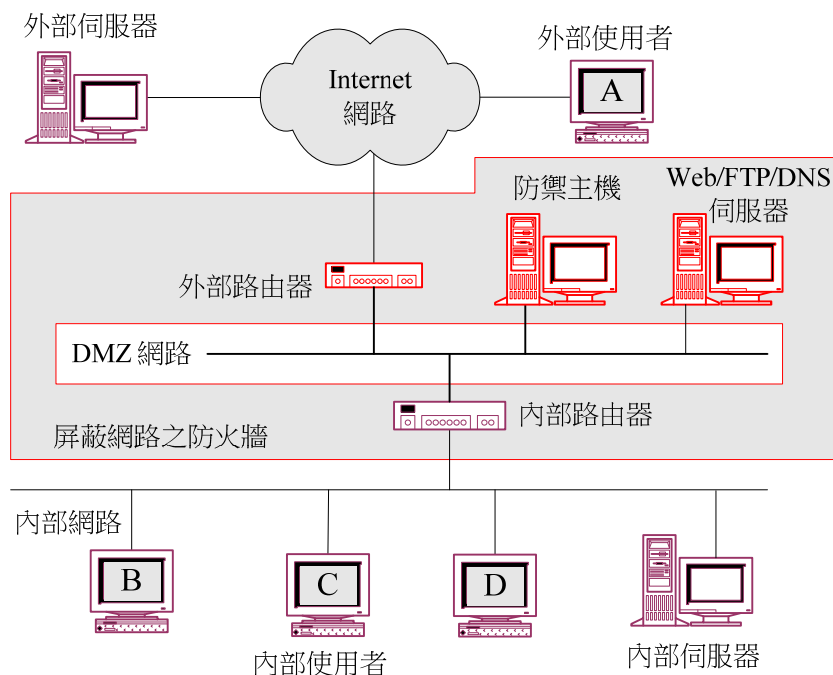 外部伺服器
外部使用者
Internet
網路
A
防禦主機
Web/FTP/DNS
伺服器
外部路由器
DMZ 網路
內部路由器
屏蔽網路之防火牆
內部網路
B
C
D
內部使用者
內部伺服器